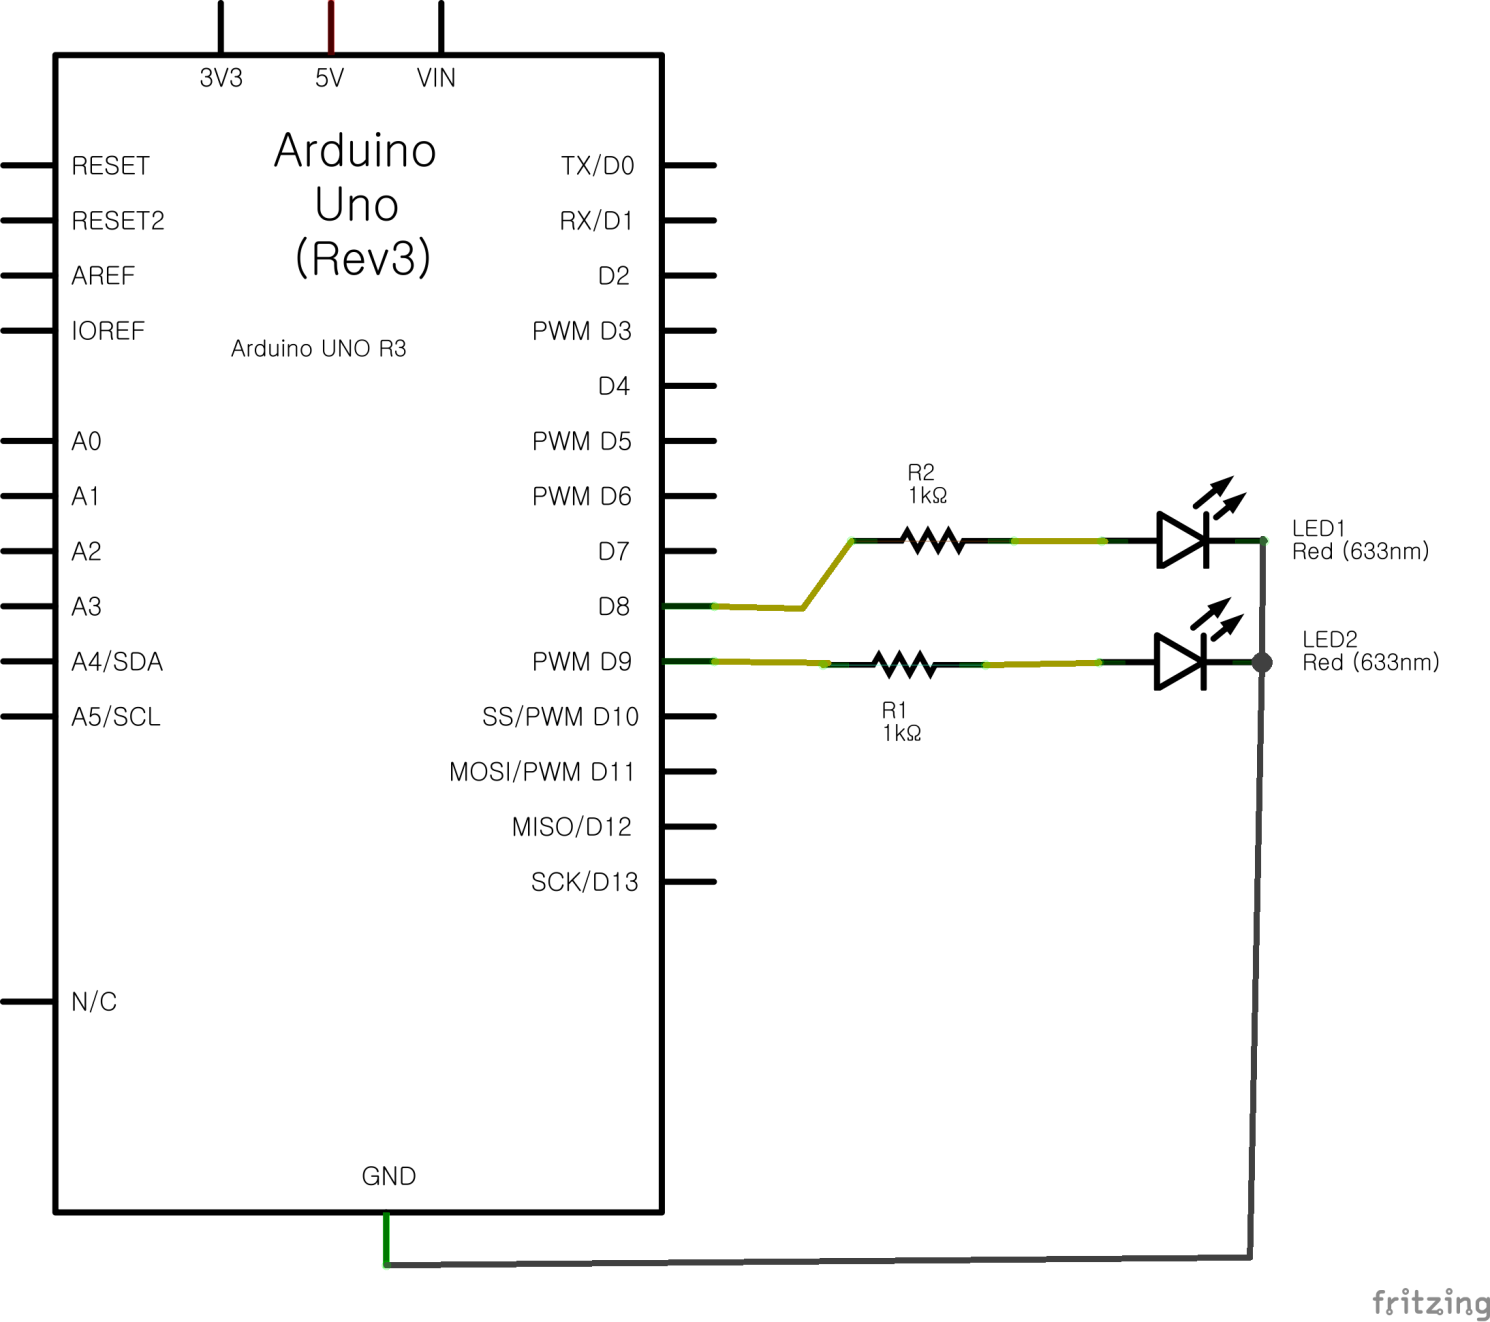 3V3
5V
VIN
Arduino
Uno
(Rev3)
Arduino UNO R3
RESET
RESET2
AREF
IOREF
A0
A1
A2
A3
A4/SDA
A5/SCL
N/C
TX/D0
RX/D1
D2
PWM D3
D4
PWM D5
PWM D6
D7
D8
PWM D9
SS/PWM D10
MOSI/PWM D11
MISO/D12
SCK/D13
GND
R2
1kΩ
LED1
Red (633nm)
R1
1kΩ
LED2
Red (633nm)
fritzing